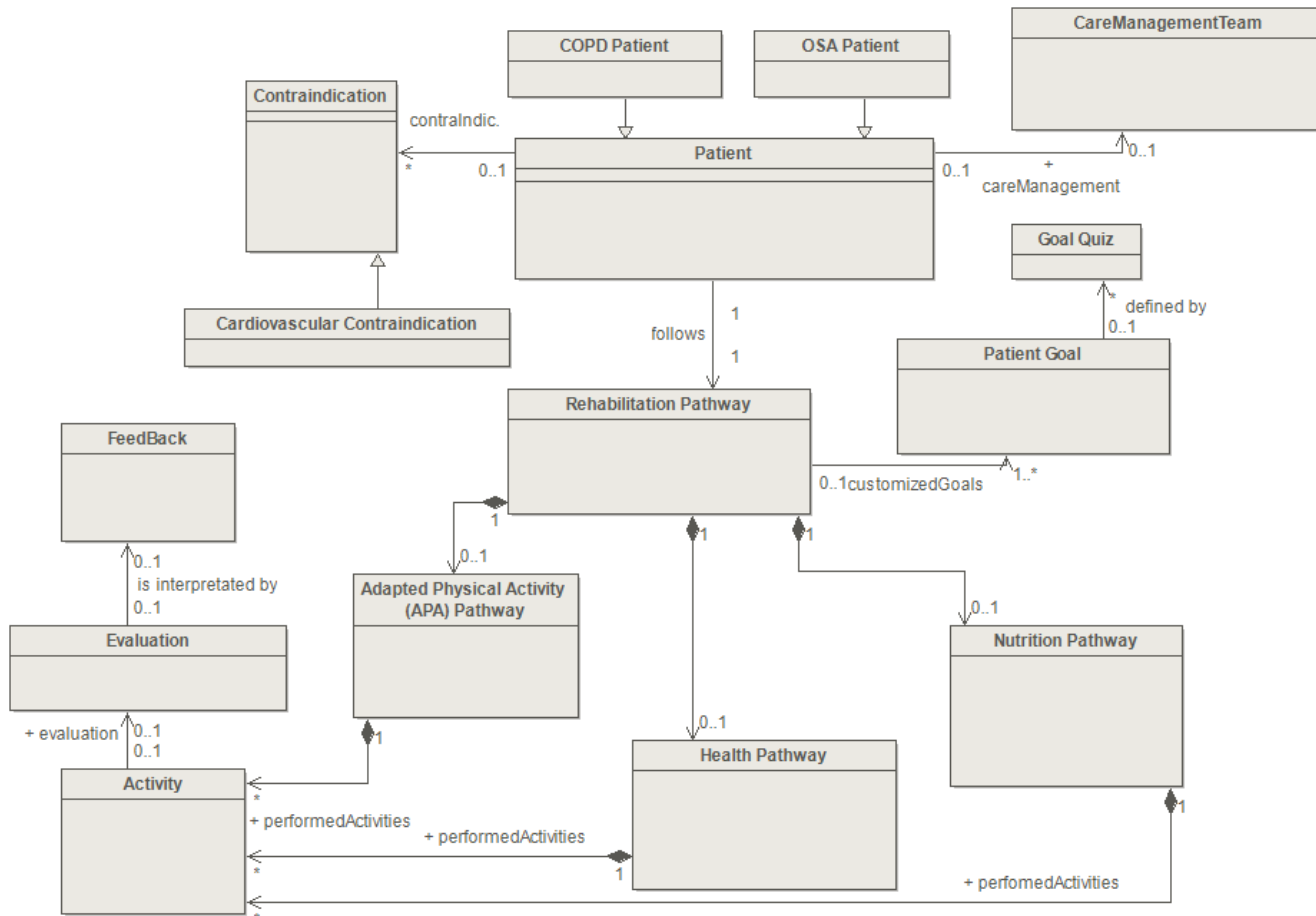 CareManagementTeam
COPD Patient
OSA Patient
Contraindication
contraIndic.
*
0..1
Patient
0..1
+
careManagement
0..1
Goal Quiz
*
defined by
0..1
Cardiovascular Contraindication
1
follows
1
Patient Goal
Rehabilitation Pathway
FeedBack
0..1
customizedGoals
1..*
1
1
1
0..1
is interpretated by
0..1
0..1
Adapted Physical Activity
(APA) Pathway
0..1
Evaluation
Nutrition Pathway
+ evaluation
0..1
0..1
1
0..1
Health Pathway
Activity
*
+ performedActivities
+ performedActivities
*
1
1
+ perfomedActivities